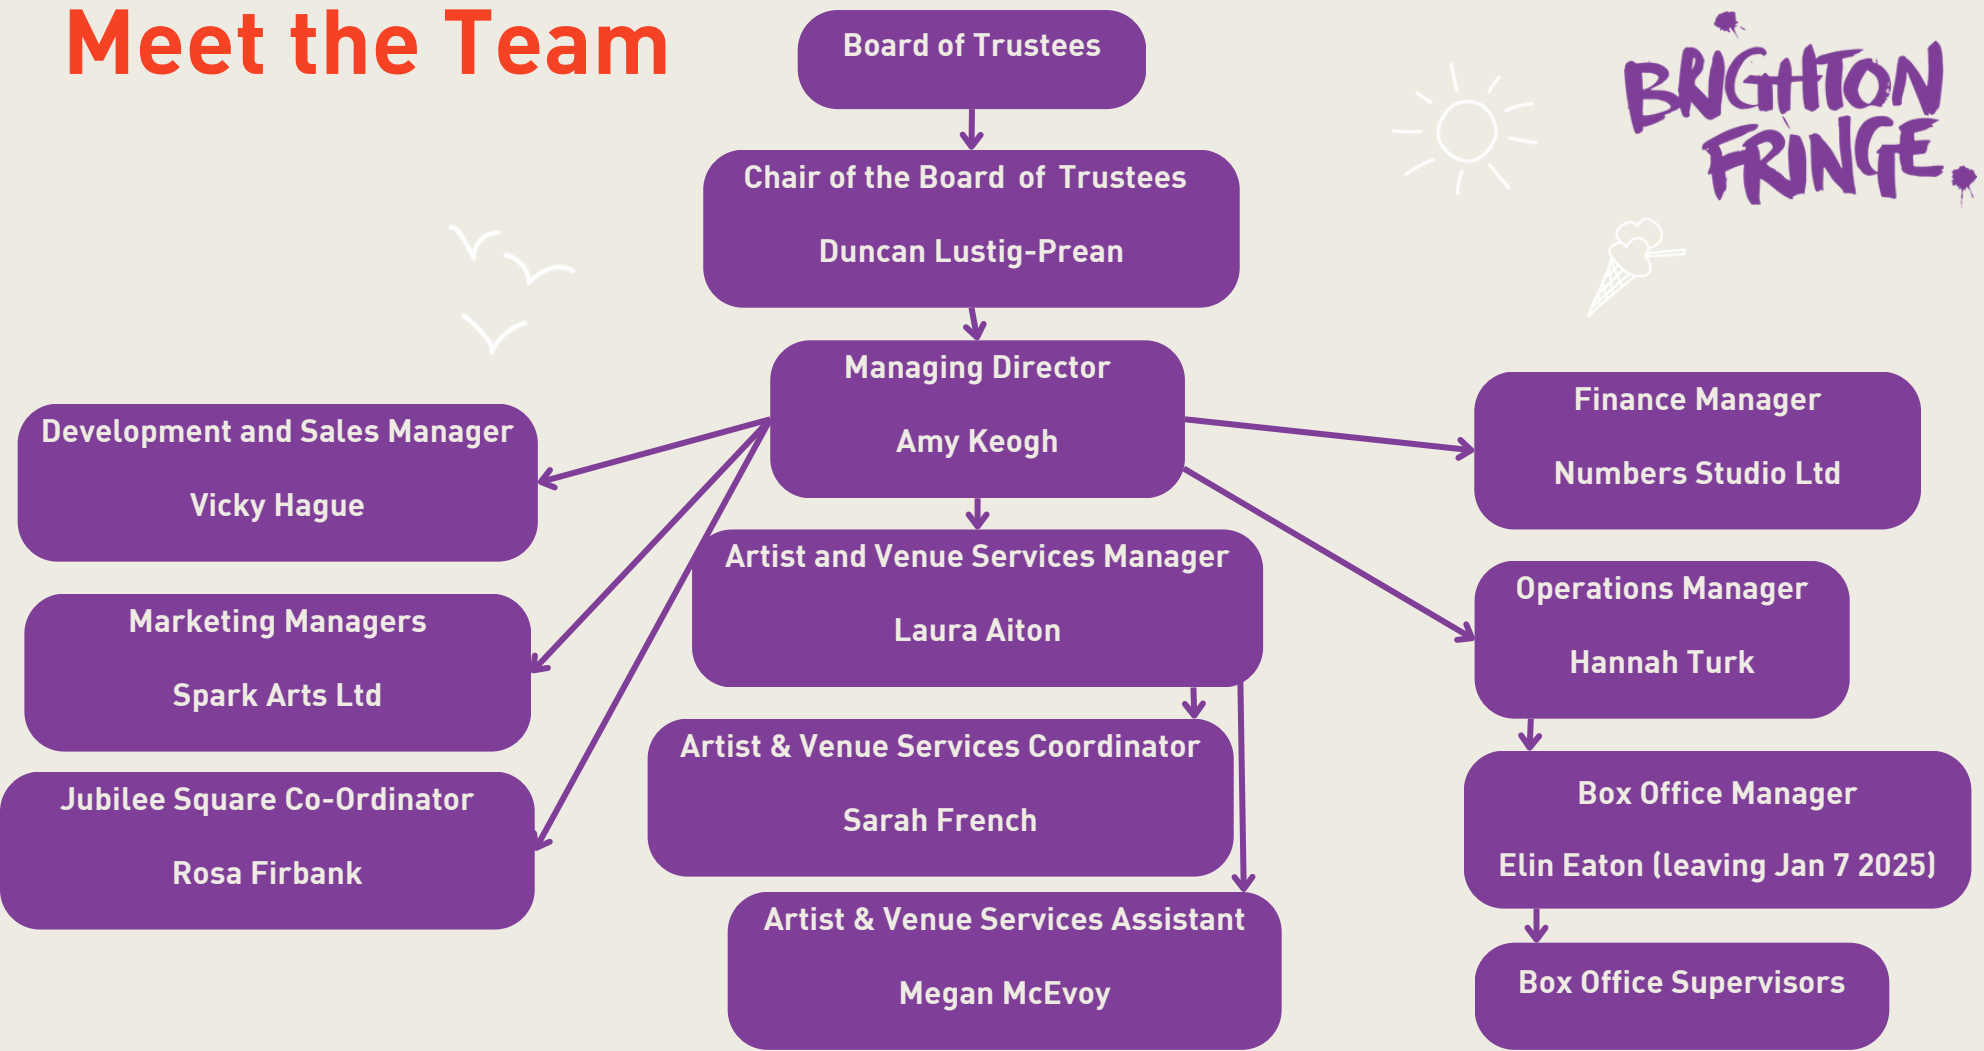 Meet the Team
BRIGHTON
FRINGE
Board of Trustees
Chair of the Board of Trustees
Duncan Lustig-Prean
Managing Director
Amy Keogh
Development and Sales Manager
Vicky Hague
Marketing Managers
Spark Arts Ltd
Jubilee Square Co-Ordinator
Rosa Firbank
Artist and Venue Services Manager
Laura Aiton
Artist & Venue Services Coordinator
Sarah French
Artist & Venue Services Assistant
Megan McEvoy
Finance Manager
Numbers Studio Ltd
Operations Manager
Hannah Turk
Box Office Manager
Elin Eaton (leaving Jan 7 2025)
Box Office Supervisors